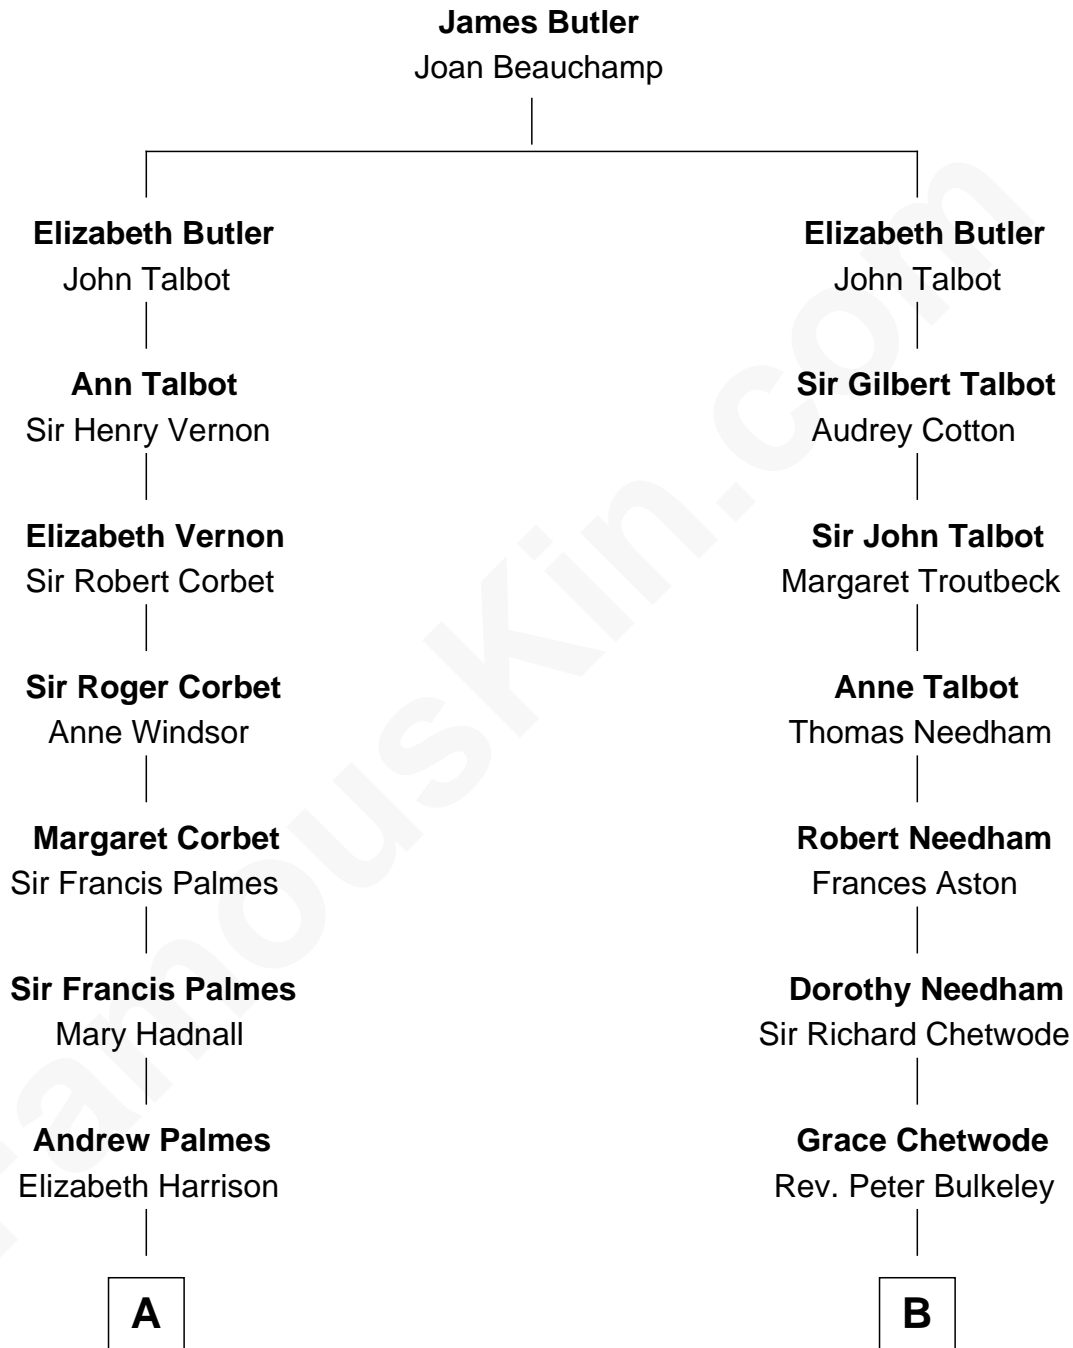 James Butler
Joan Beauchamp
Elizabeth Butler
John Talbot
Ann Talbot
Sir Henry Vernon
Elizabeth Vernon
Sir Robert Corbet
Sir Roger Corbet
Anne Windsor
Margaret Corbet
Sir Francis Palmes
Sir Francis Palmes
Mary Hadnall
Andrew Palmes
Elizabeth Harrison
A
Elizabeth Butler
John Talbot
Sir Gilbert Talbot
Audrey Cotton
Sir John Talbot
Margaret Troutbeck
Anne Talbot
Thomas Needham
Robert Needham
Frances Aston
Dorothy Needham
Sir Richard Chetwode
Grace Chetwode
Rev. Peter Bulkeley
B
FamousKin.com